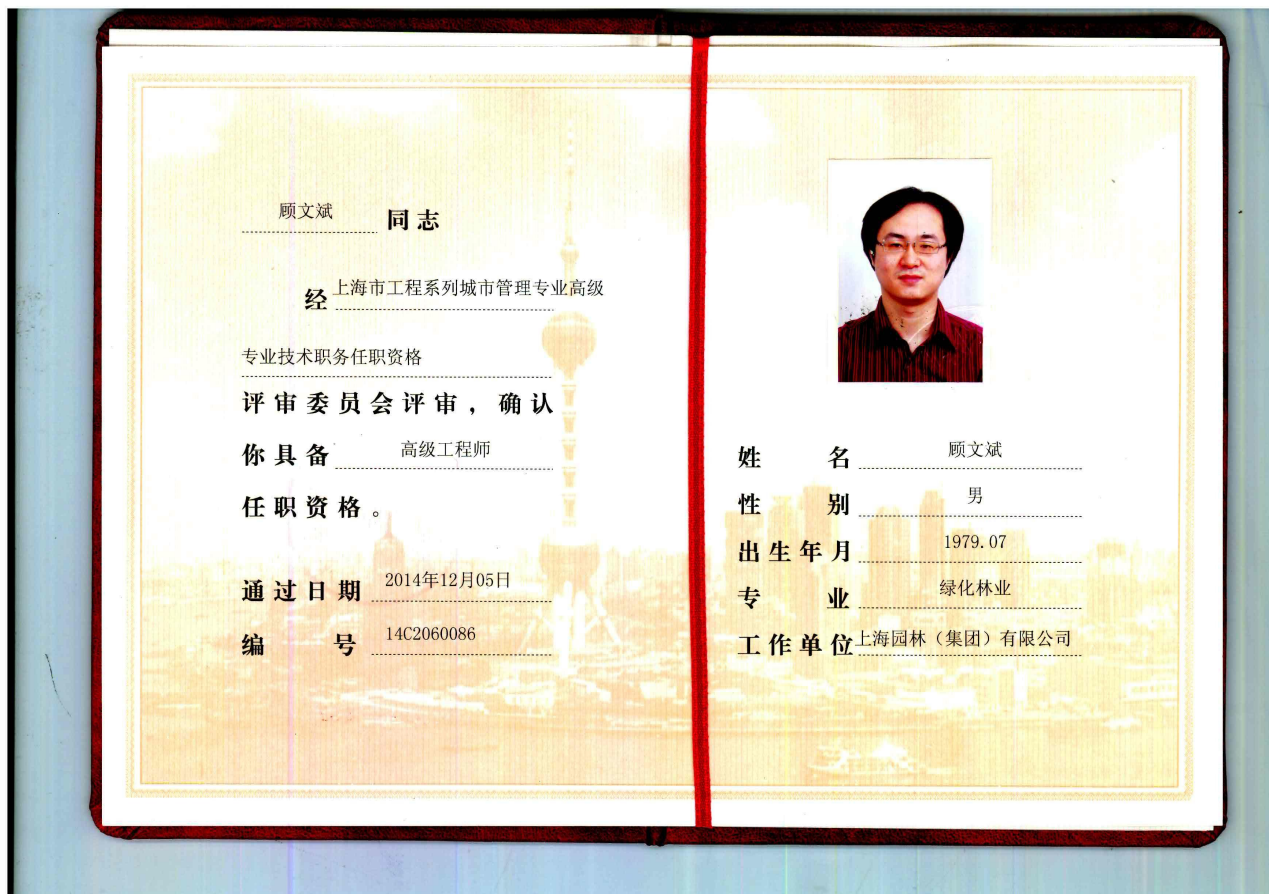 顾文斌 同志
经 上海市工程系列城市管理专业高级
专业技术职务任职资格
评审委员会评审，确认
你具备 高级工程师
任职资格。
通过日期 2014年12月05日
编号 14C2060086
姓名 顾文斌
性别 男
出生年月 1979.07
专业 绿化林业
工作单位 上海园林（集团）有限公司